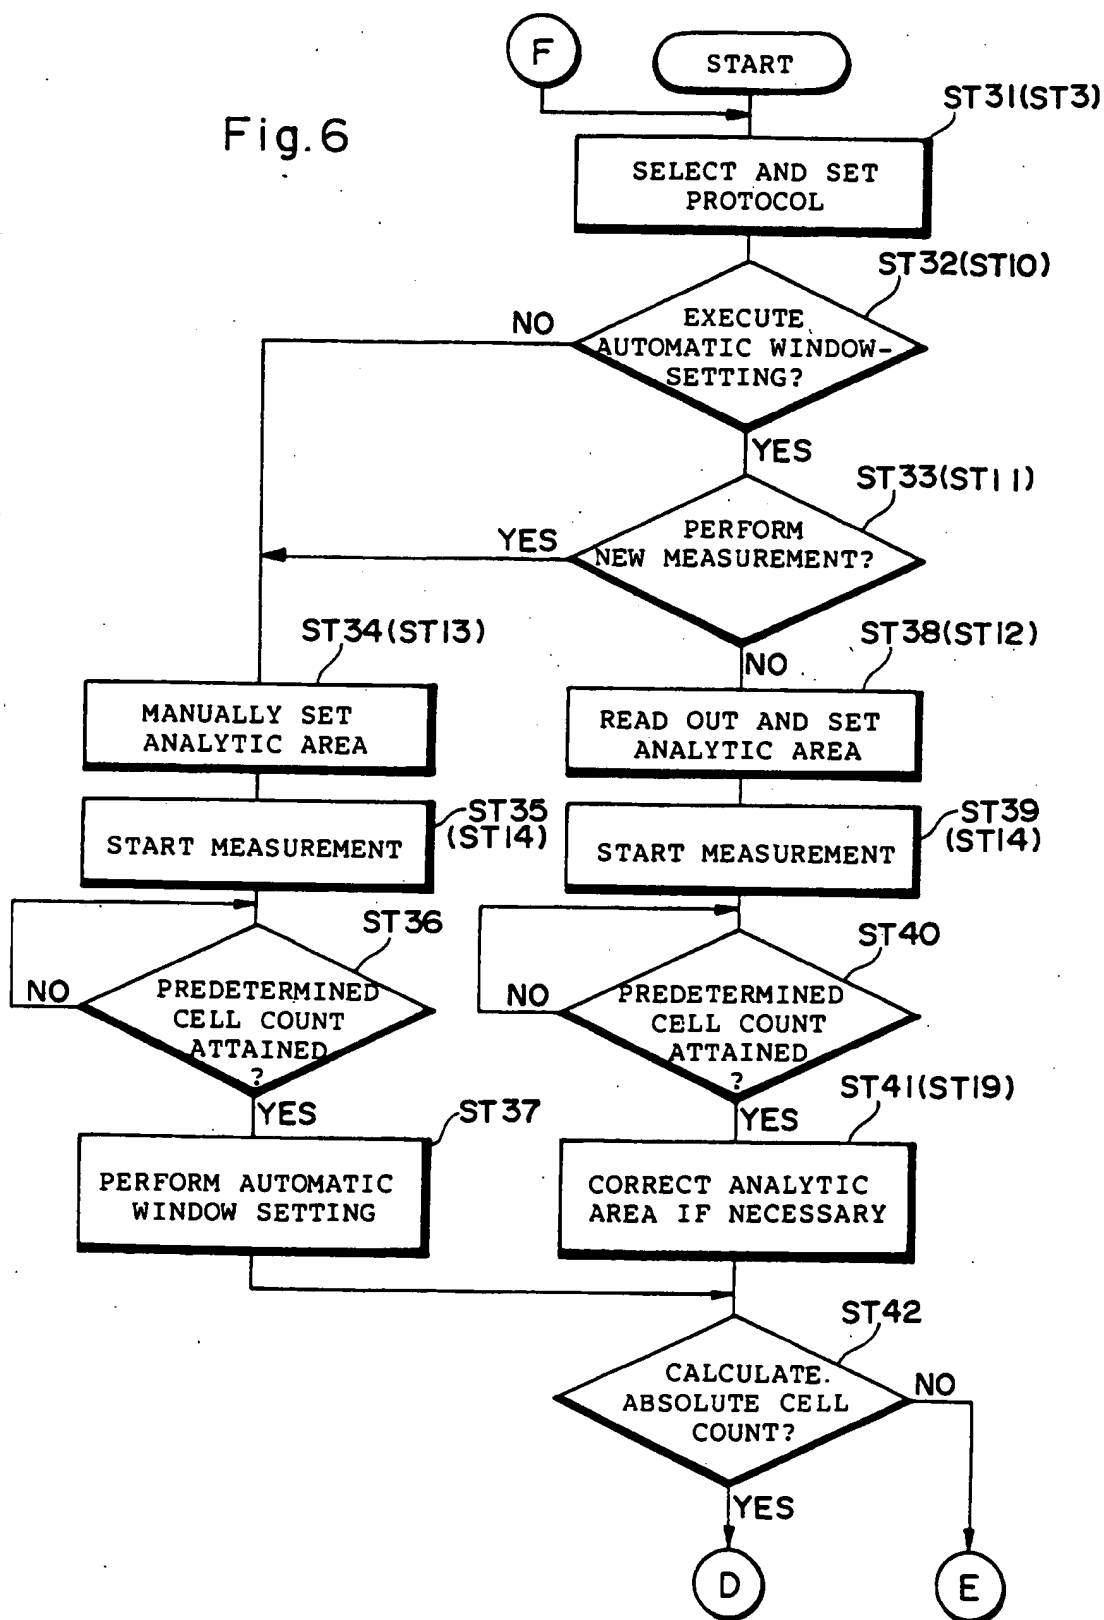 F
START
ST31(ST3)
Fig.6
SELECT AND SET
PROTOCOL
ST32(ST10)
NO
EXECUTE
AUTOMATIC WINDOW-
SETTING?
YES
ST33(ST11)
YES
PERFORM
NEW MEASUREMENT?
ST34(ST13)
ST38(ST12)
NO
MANUALLY SET
ANALYTIC AREA
READ OUT AND SET
ANALYTIC AREA
ST35
(ST14)
START MEASUREMENT
ST39
(ST14)
START MEASUREMENT
ST36
NO
PREDETERMINED
CELL COUNT
ATTAINED
?
YES
ST40
NO
PREDETERMINED
CELL COUNT
ATTAINED
?
YES
ST37
ST41(ST19)
PERFORM AUTOMATIC
WINDOW SETTING
CORRECT ANALYTIC
AREA IF NECESSARY
ST42
CALCULATE
ABSOLUTE CELL
COUNT?
NO
YES
D
E